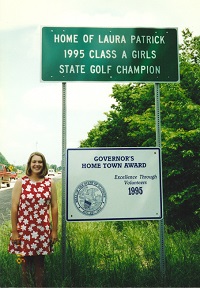 HOME OF LAURA PATRICK
1995 CLASS A GIRLS
STATE GOLF CHAMPION
GOVERNOR'S
HOME TOWN AWARD
Excellence Through
Volunteers
1995